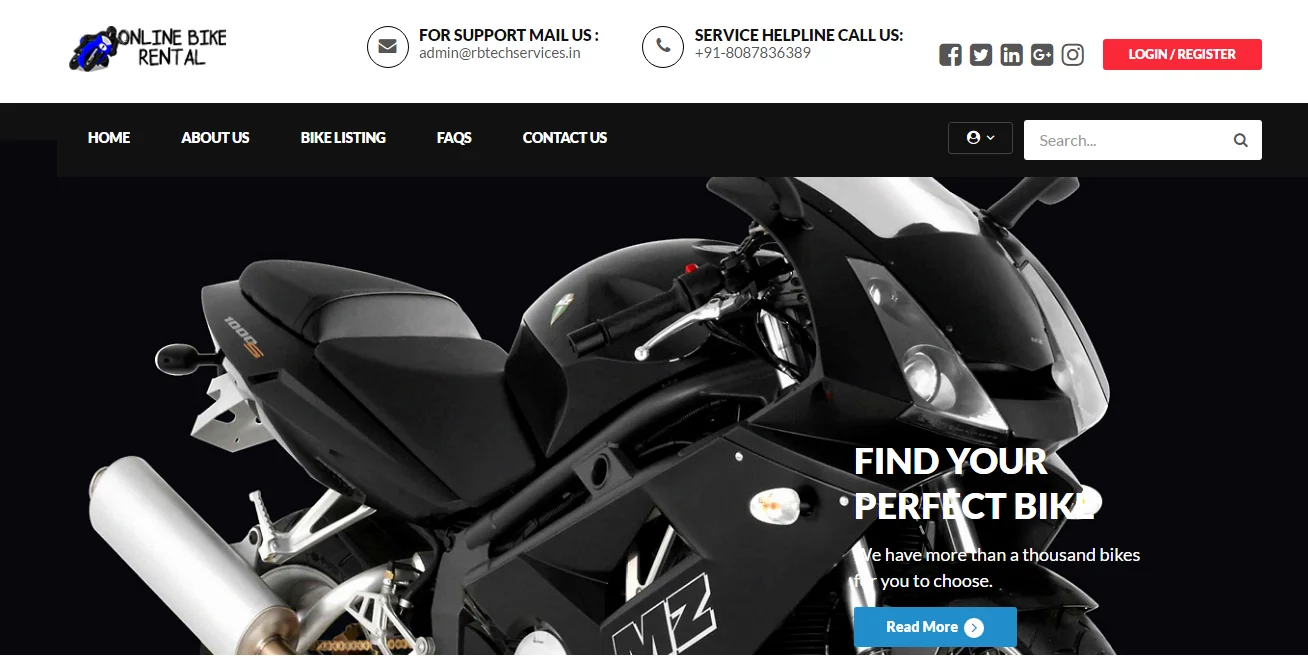 ONLINE BIKE
RENTAL
FOR SUPPORT MAIL US :
admin@rbtechservices.in
SERVICE HELPLINE CALL US:
+91-8087836389
LOGIN / REGISTER
HOME
ABOUT US
BIKE LISTING
FAQS
CONTACT US
Search...
1000S
FIND YOUR
PERFECT BIKE
We have more than a thousand bikes
for you to choose.
Read More
MZ